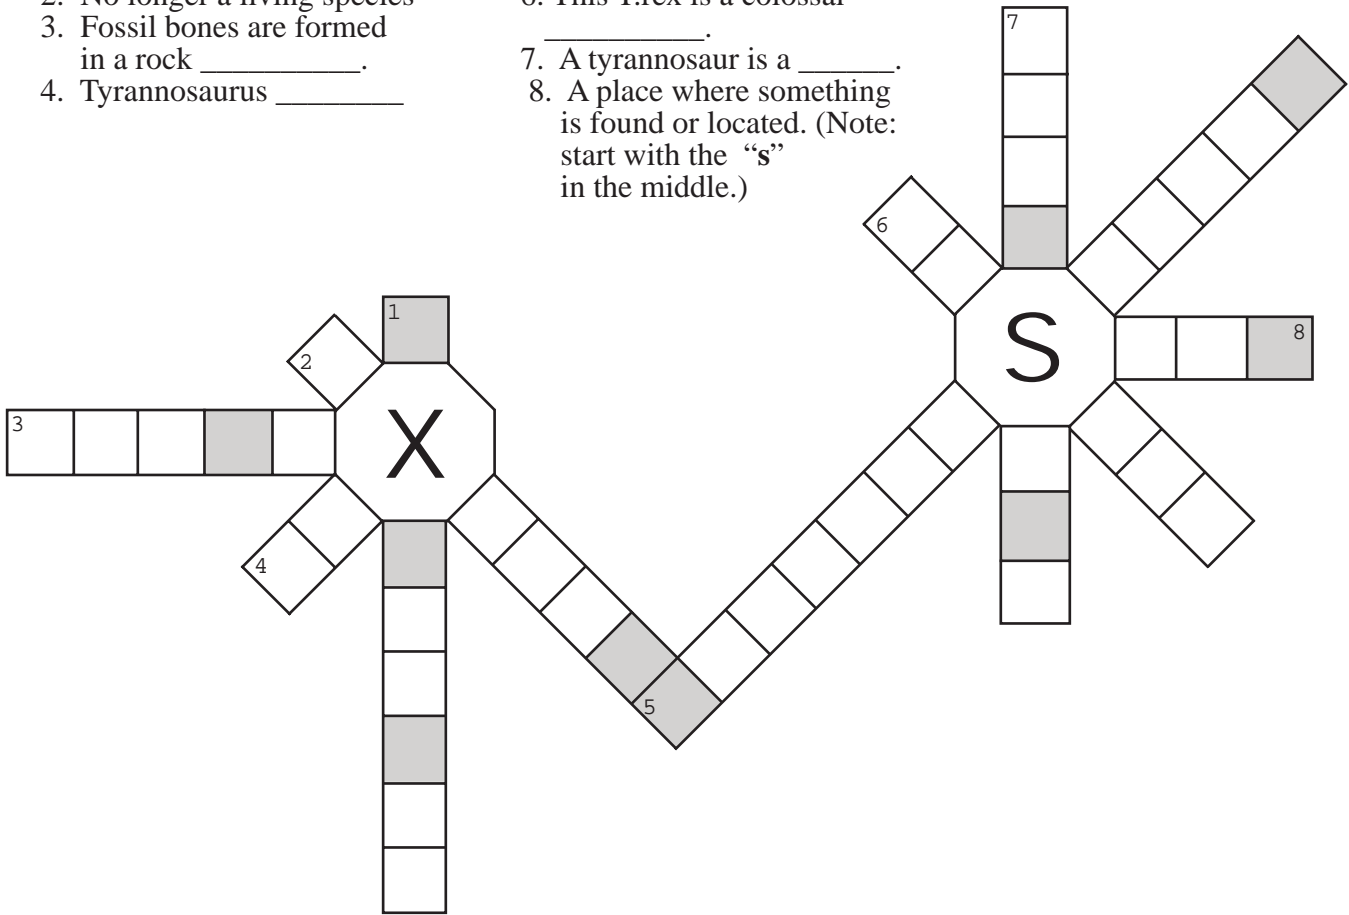 2. No longer a living species
3. Fossil bones are formed
in a rock __________.
4. Tyrannosaurus ________
6. This T.rex is a colossal
__________.
7. A tyrannosaur is a ______.
8. A place where something
is found or located. (Note:
start with the “s”
in the middle.)
7
6
8
1
2
3
S
X
4
5